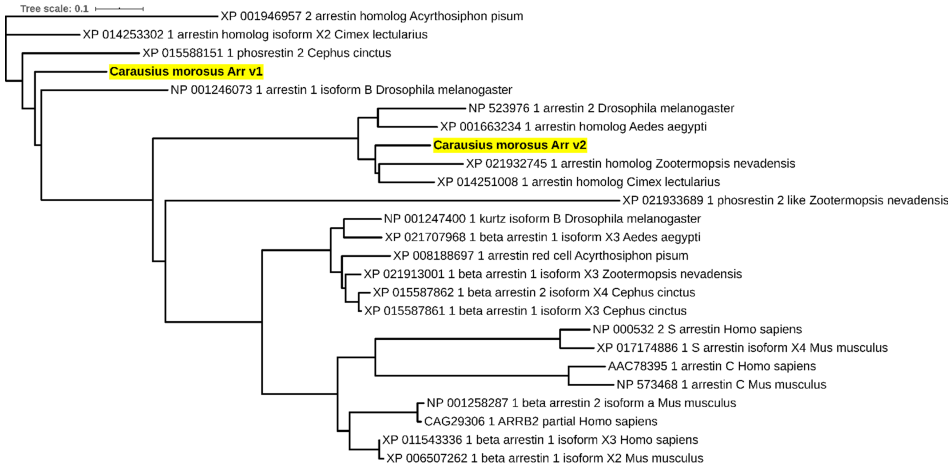 Tree scale: 0.1
XP 001946957 2 arrestin homolog Acyrthosiphon pisum
XP 014253302 1 arrestin homolog isoform X2 Cimex lectularius
XP 015588151 1 phosrestin 2 Cephus cinctus
Carausius morosus Arr v1
NP 001246073 1 arrestin 1 isoform B Drosophila melanogaster
NP 523976 1 arrestin 2 Drosophila melanogaster
XP 001663234 1 arrestin homolog Aedes aegypti
Carausius morosus Arr v2
XP 021932745 1 arrestin homolog Zootermopsis nevadensis
XP 014251008 1 arrestin homolog Cimex lectularius
XP 021933689 1 phosrestin 2 like Zootermopsis nevadensis
NP 001247400 1 kurtz isoform B Drosophila melanogaster
XP 021707968 1 beta arrestin 1 isoform X3 Aedes aegypti
XP 008188697 1 arrestin red cell Acyrthosiphon pisum
XP 021913001 1 beta arrestin 1 isoform X3 Zootermopsis nevadensis
XP 015587862 1 beta arrestin 2 isoform X4 Cephus cinctus
XP 015587861 1 beta arrestin 1 isoform X3 Cephus cinctus
NP 000532 2 S arrestin Homo sapiens
XP 017174886 1 S arrestin isoform X4 Mus musculus
AAC78395 1 arrestin C Homo sapiens
NP 573468 1 arrestin C Mus musculus
NP 001258287 1 beta arrestin 2 isoform a Mus musculus
CAG29306 1 ARRB2 partial Homo sapiens
XP 011543336 1 beta arrestin 1 isoform X3 Homo sapiens
XP 006507262 1 beta arrestin 1 isoform X2 Mus musculus